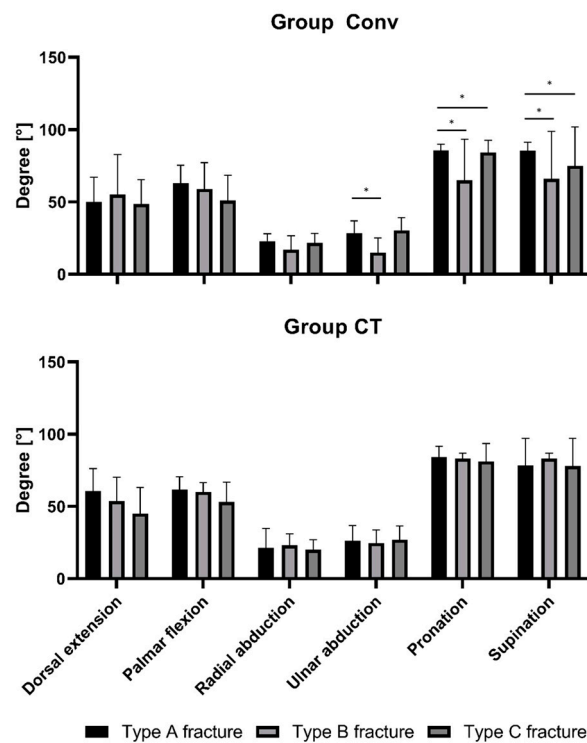 Group Conv
Degree [°]
150
100
50
0
*
*
*
*
*
Group CT
Degree [°]
150
100
50
0
Dorsal extension
Palmar flexion
Radial abduction
Ulnar abduction
Pronation
Supination
Type A fracture Type B fracture Type C fracture